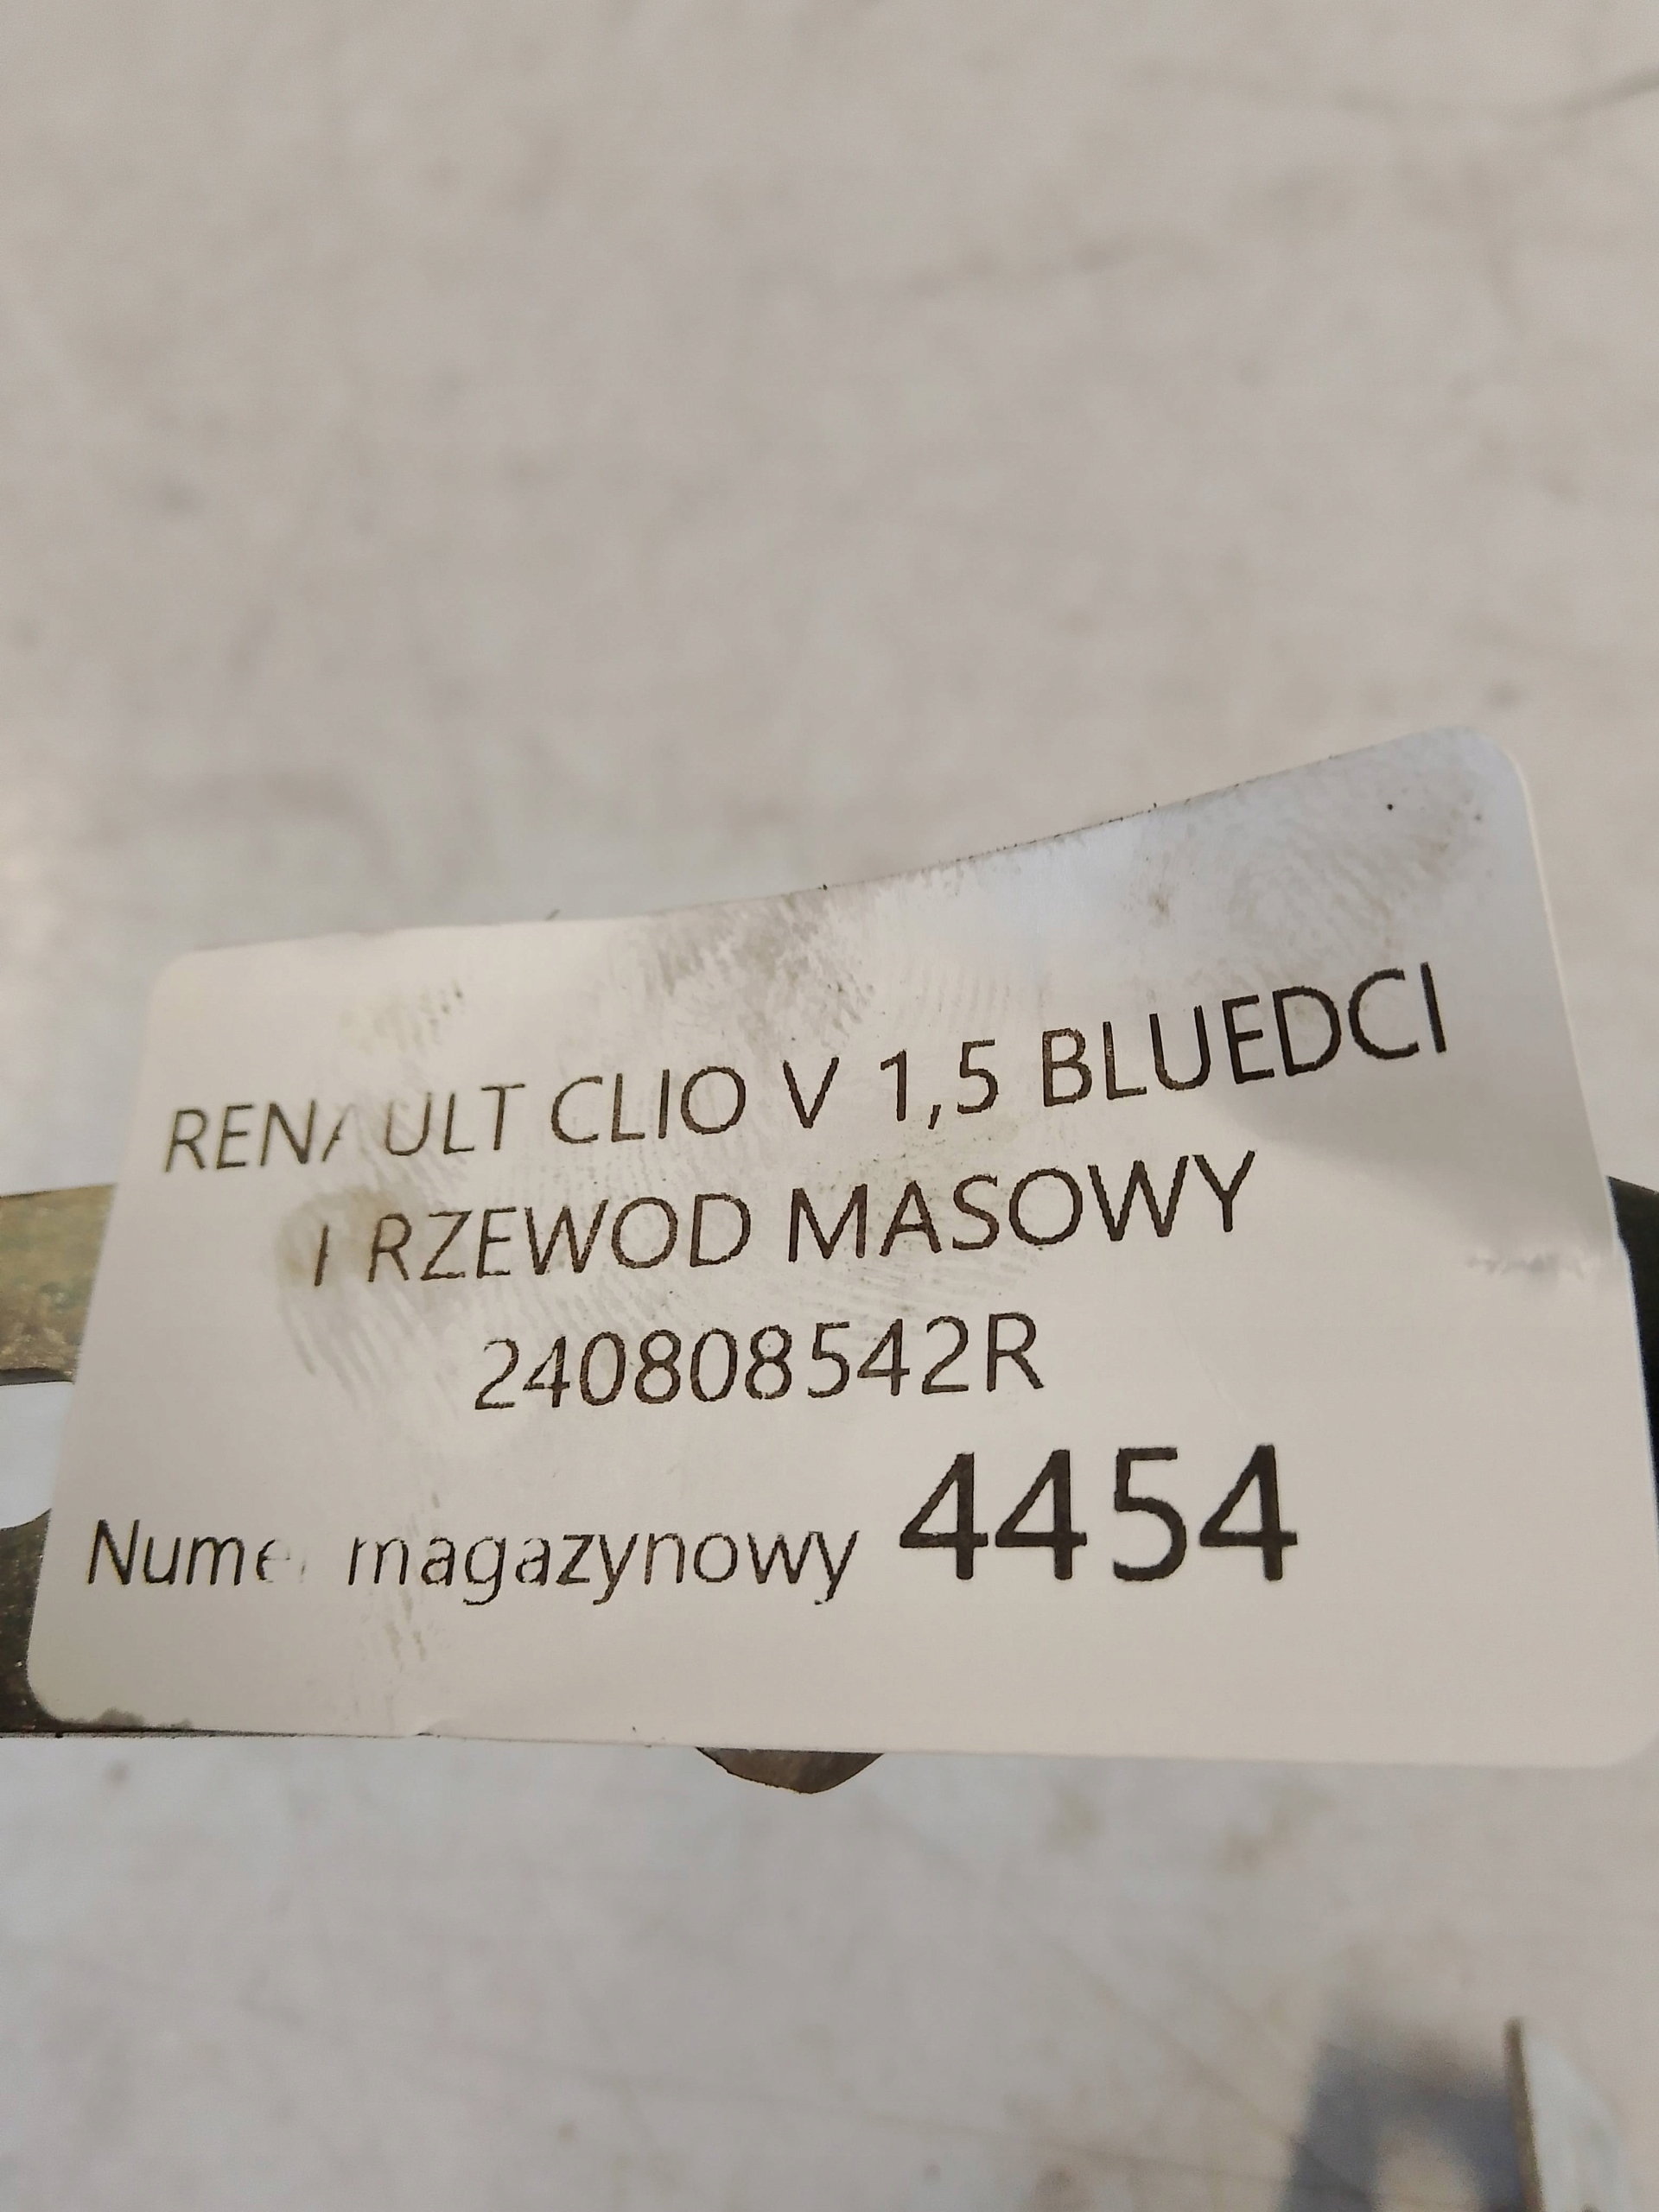 RENAULT CLIO V 1,5 BLUEDCI
PRZEWOD MASOWY
240808542R
Numer magazynowy 4454